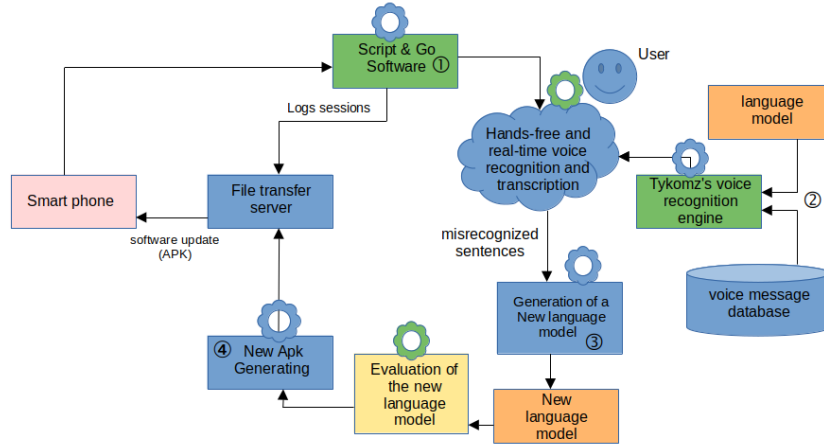 Script & Go
Software ①
User
Logs sessions
language
model
Hands-free and
real-time voice
recognition and
transcription
Tykomz's voice
recognition
engine
②
Smart phone
File transfer
server
software update
(APK)
misrecognized
sentences
voice message
database
Generation of a
New language
model
③
④ New Apk
Generating
Evaluation of
the new
language
model
New
language
model